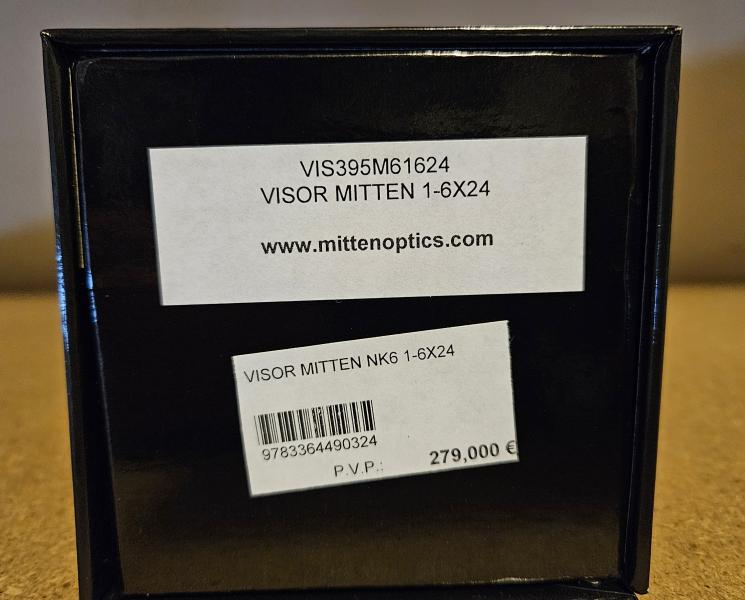 VIS395M61624
VISOR MITTEN 1-6X24
www.mittenoptics.com
VISOR MITTEN NK6 1-6X24
9783364490324
P.V.P.: 279,000 €